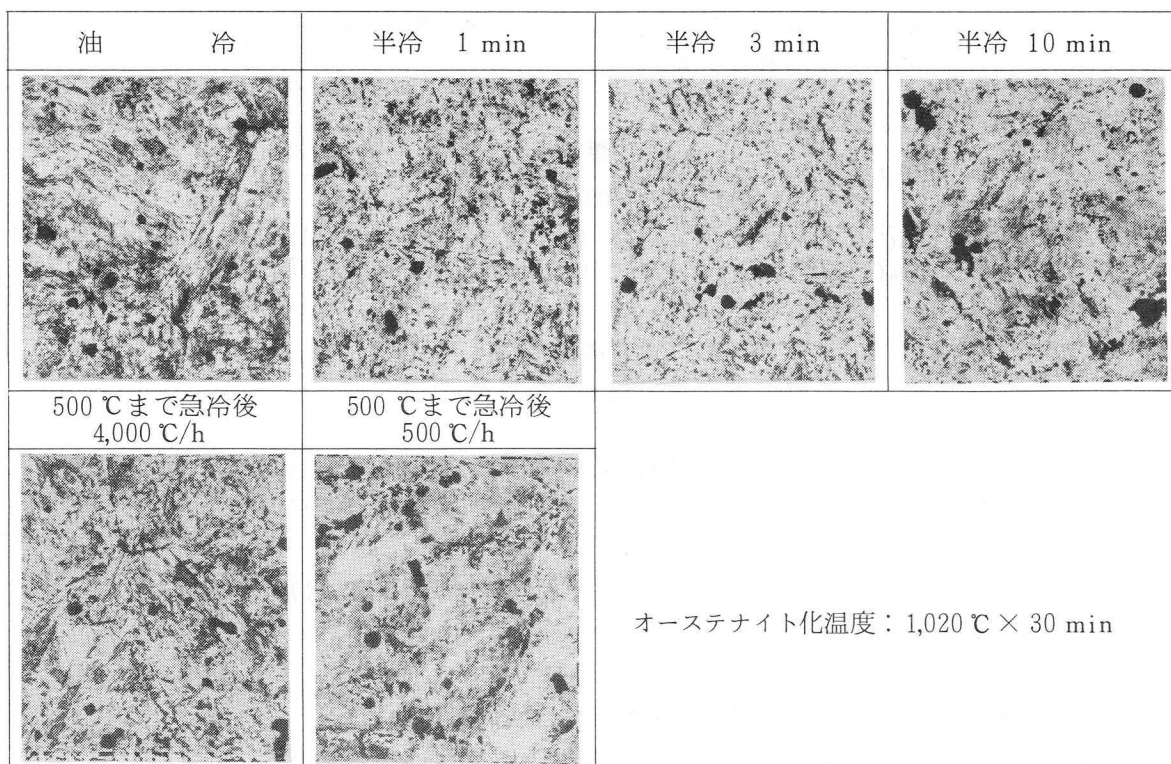 油 冷
半冷 1 min
半冷 3 min
半冷 10 min
500 ℃まで急冷後
4,000 ℃/h
500 ℃まで急冷後
500 ℃/h
オーステナイト化温度：1,020 ℃ × 30 min